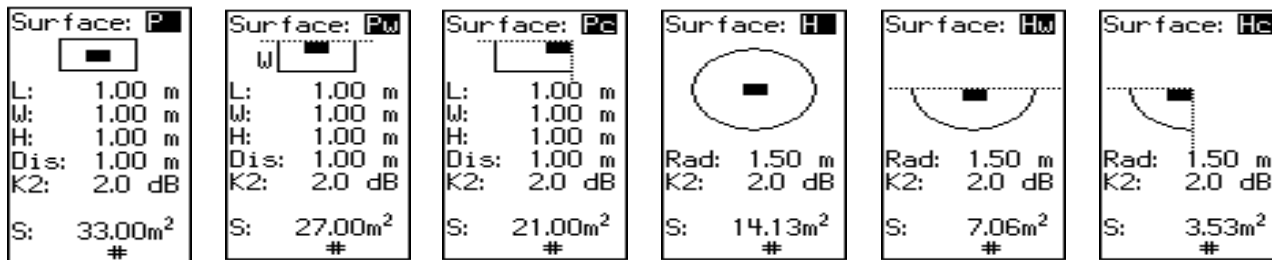 Surface: P
L: 1.00 m
W: 1.00 m
H: 1.00 m
Dis: 1.00 m
K2: 2.0 dB
S: 33.00m²
#
Surface: Pw
W
L: 1.00 m
W: 1.00 m
H: 1.00 m
Dis: 1.00 m
K2: 2.0 dB
S: 27.00m²
#
Surface: Pc
L: 1.00 m
W: 1.00 m
H: 1.00 m
Dis: 1.00 m
K2: 2.0 dB
S: 21.00m²
#
Surface: H
Rad: 1.50 m
K2: 2.0 dB
S: 14.13m²
#
Surface: Hw
Rad: 1.50 m
K2: 2.0 dB
S: 7.06m²
#
Surface: Hc
Rad: 1.50 m
K2: 2.0 dB
S: 3.53m²
#